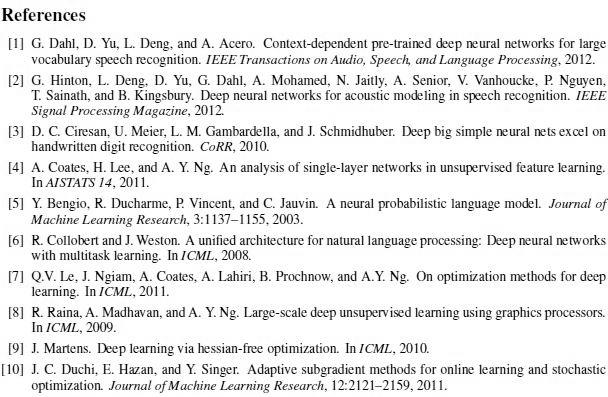 References
[1] G. Dahl, D. Yu, L. Deng, and A. Acero. Context-dependent pre-trained deep neural networks for large
vocabulary speech recognition. IEEE Transactions on Audio, Speech, and Language Processing, 2012.
[2] G. Hinton, L. Deng, D. Yu, G. Dahl, A. Mohamed, N. Jaitly, A. Senior, V. Vanhoucke, P. Nguyen,
T. Sainath, and B. Kingsbury. Deep neural networks for acoustic modeling in speech recognition. IEEE
Signal Processing Magazine, 2012.
[3] D. C. Ciresan, U. Meier, L. M. Gambardella, and J. Schmidhuber. Deep big simple neural nets excel on
handwritten digit recognition. CoRR, 2010.
[4] A. Coates, H. Lee, and A. Y. Ng. An analysis of single-layer networks in unsupervised feature learning.
In AISTATS 14, 2011.
[5] Y. Bengio, R. Ducharme, P. Vincent, and C. Jauvin. A neural probabilistic language model. Journal of
Machine Learning Research, 3:1137–1155, 2003.
[6] R. Collobert and J. Weston. A unified architecture for natural language processing: Deep neural networks
with multitask learning. In ICML, 2008.
[7] Q.V. Le, J. Ngiam, A. Coates, A. Lahiri, B. Prochnow, and A.Y. Ng. On optimization methods for deep
learning. In ICML, 2011.
[8] R. Raina, A. Madhavan, and A. Y. Ng. Large-scale deep unsupervised learning using graphics processors.
In ICML, 2009.
[9] J. Martens. Deep learning via hessian-free optimization. In ICML, 2010.
[10] J. C. Duchi, E. Hazan, and Y. Singer. Adaptive subgradient methods for online learning and stochastic
optimization. Journal of Machine Learning Research, 12:2121–2159, 2011.